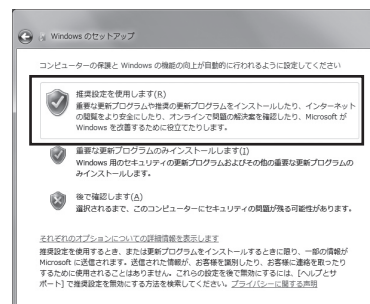 Windows のセットアップ
コンピューターの保護と Windows の機能の向上が自動的に行われるように設定してください
推奨設定を使用します(R)
重要な更新プログラムや推奨の更新プログラムをインストールしたり、インターネット
の閲覧をより安全にしたり、オンラインで問題の解決策を確認したり、Microsoft が
Windows を改善するために役立てたりします。
重要な更新プログラムのみインストールします(I)
Windows 用のセキュリティの更新プログラムおよびその他の重要な更新プログラムの
みインストールします。
後で確認します(A)
選択されるまで、このコンピューターにセキュリティの問題が残る可能性があります。
それぞれのオプションについての詳細情報を表示します
推奨設定を使用するとき、または更新プログラムをインストールするときに限り、一部の情報が
Microsoft に送信されます。送信された情報が、お客様を識別したり、お客様に連絡を取ったり
するために使用されることはありません。これらの設定を後で無効にするには、[ヘルプとサ
ポート] で推奨設定を無効にする方法を検索してください。プライバシーに関する声明